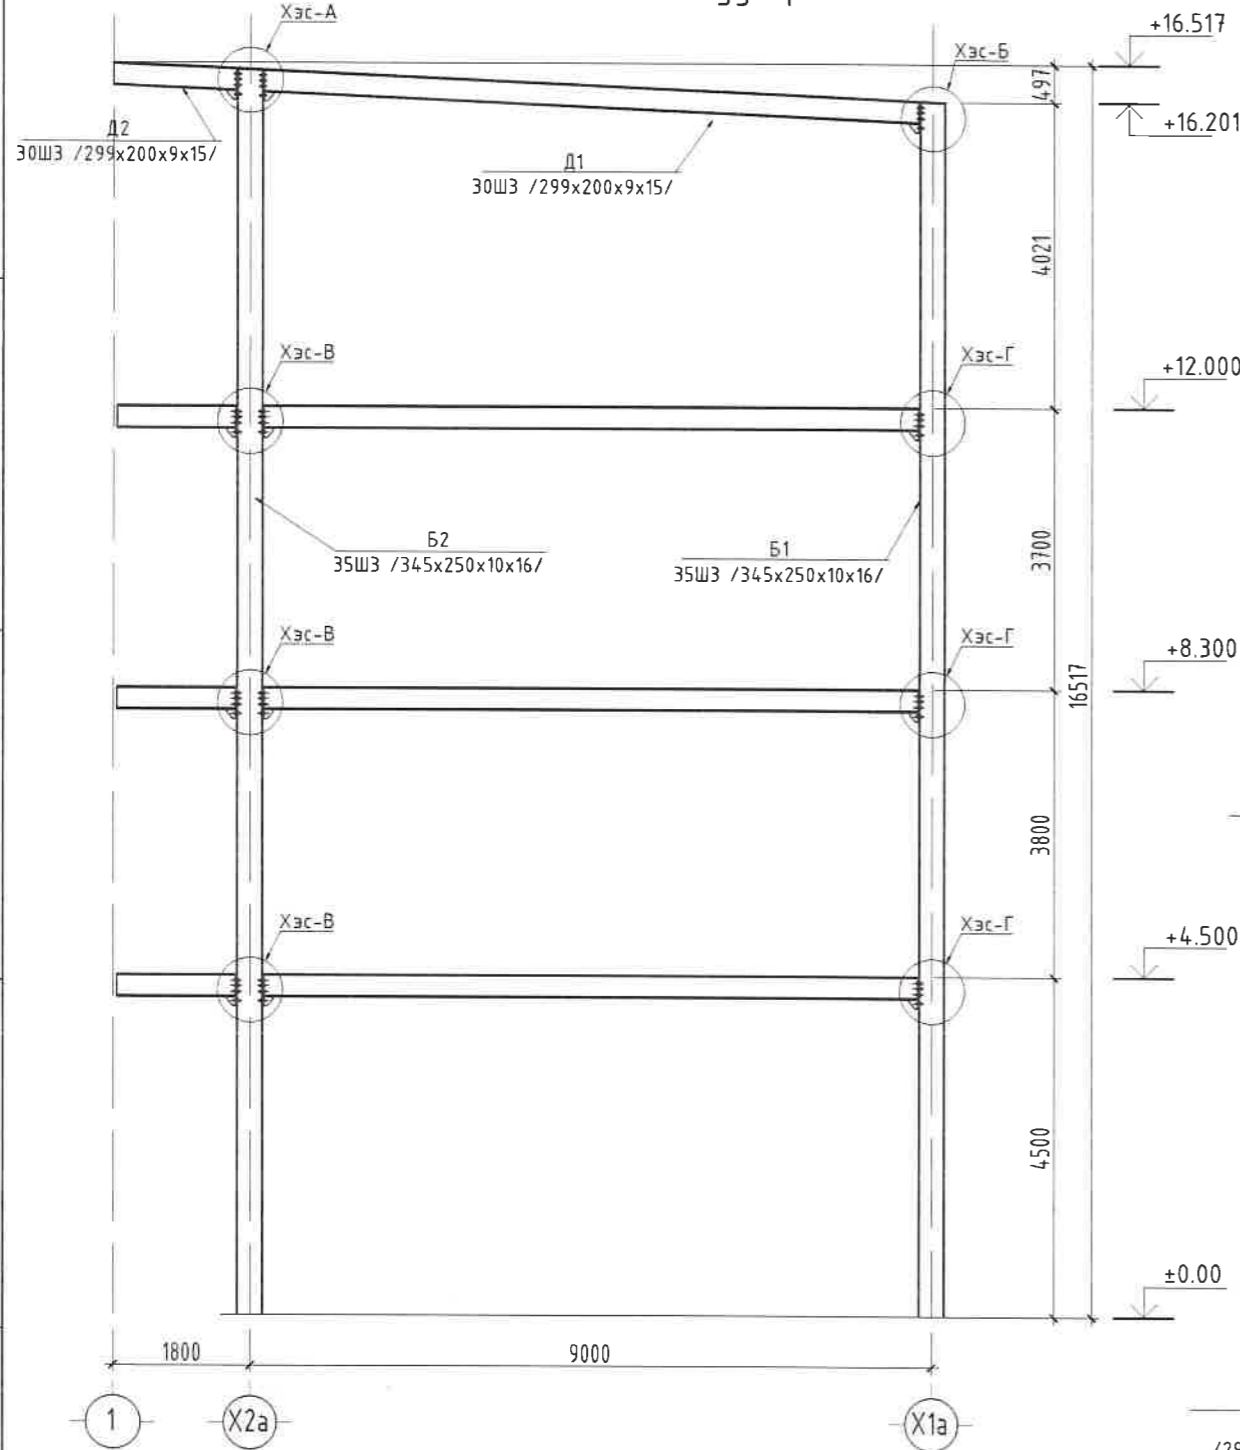 Хэс-А
+16.517
Хэс-Б
497
+16.201
Д2
30Ш3 /299x200x9x15/
Д1
30Ш3 /299x200x9x15/
4021
Хэс-В
Хэс-Г
+12.000
Б2
35Ш3 /345x250x10x16/
Б1
35Ш3 /345x250x10x16/
3700
Хэс-В
Хэс-Г
+8.300
16517
3800
Хэс-В
Хэс-Г
+4.500
4500
±0.00
1800
9000
1
X2a
X1a